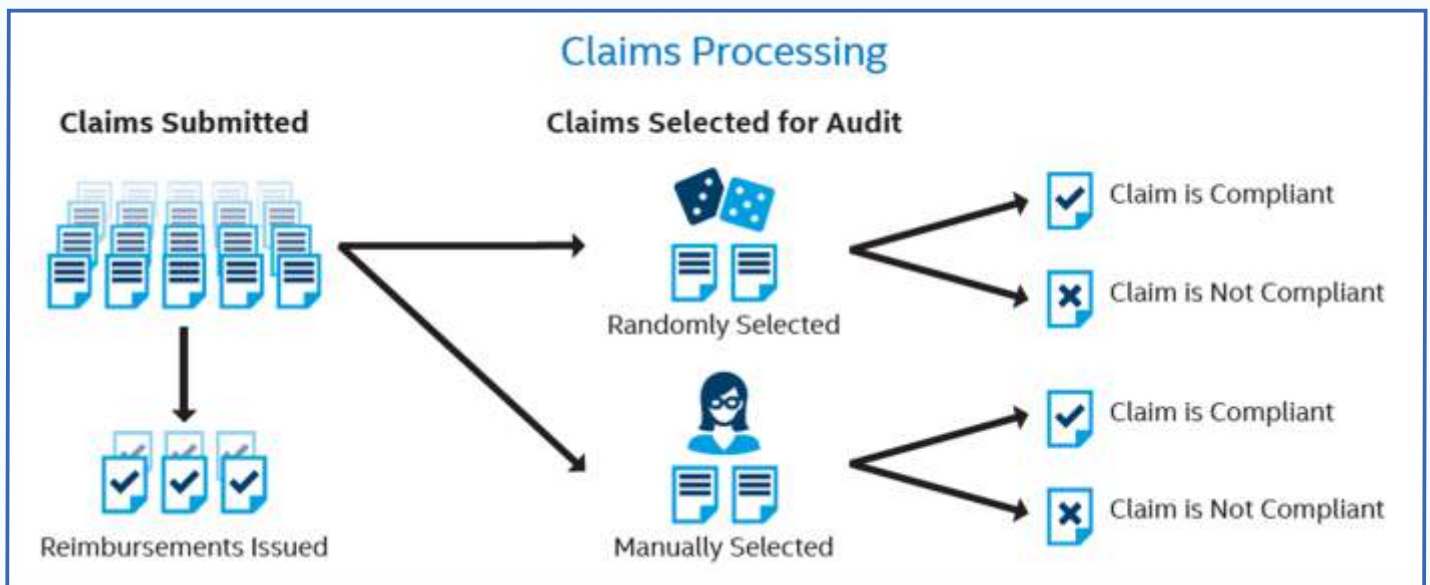 Claims Processing
Claims Submitted
Claims Selected for Audit
Claim is Compliant
Claim is Not Compliant
Randomly Selected
Claim is Compliant
Claim is Not Compliant
Reimbursements Issued
Manually Selected